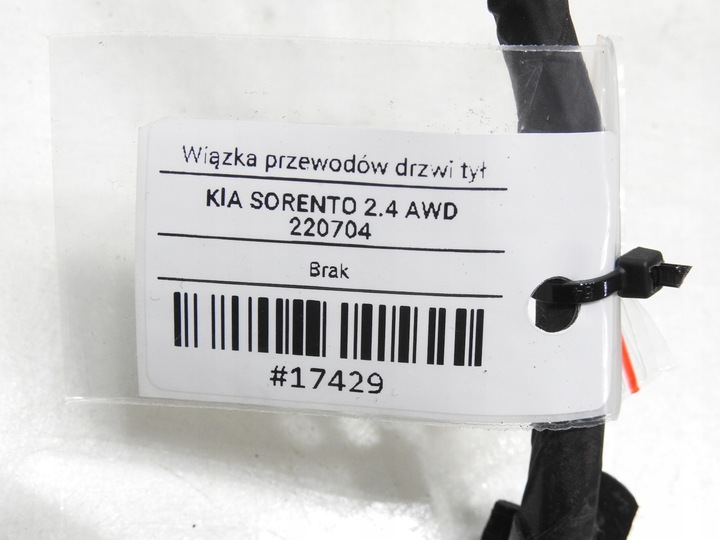 Wiązka przewodów drzwi tył
KIA SORENTO 2.4 AWD
220704
Brak
#17429